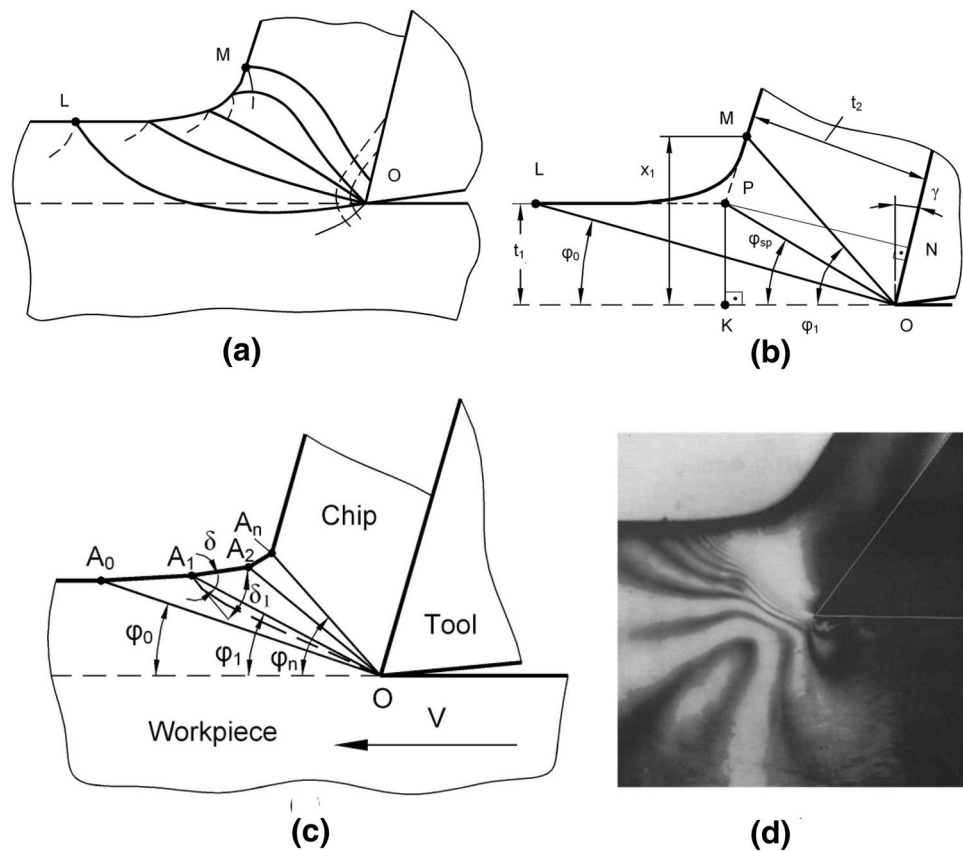 M
L
O
(a)
M
t2
L
x1
P
γ
φsp
N
t1
φ0
K
φ1
O
(b)
An
Chip
δ
A2
A0
A1
δ1
φ0
φ1
φn
Tool
O
V
Workpiece
(c)
(d)